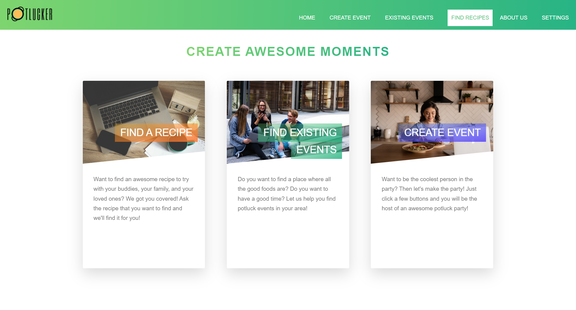 POTLUCKER
HOME
CREATE EVENT
EXISTING EVENTS
FIND RECIPES
ABOUT US
SETTINGS
CREATE AWESOME MOMENTS
FIND A RECIPE
Want to find an awesome recipe to try
with your buddies, your family, and your
loved ones? We got you covered! Ask
the recipe that you want to find and
we'll find it for you!
FIND EXISTING
EVENTS
Do you want to find a place where all
the good foods are? Do you want to
have a good time? Let us help you find
potluck events in your area!
CREATE EVENT
Want to be the coolest person in the
party? Then let's make the party! Just
click a few buttons and you will be the
host of an awesome potluck party!